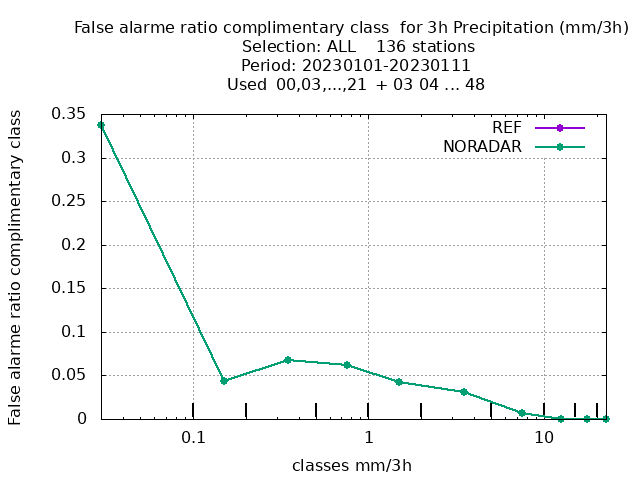 False alarme ratio complimentary class  for 3h Precipitation (mm/3h)
Selection: ALL    136 stations
Period: 20230101-20230111
Used  00,03,...,21  + 03 04 ... 48
REF
NORADAR
False alarme ratio complimentary class
0.35
0.3
0.25
0.2
0.15
0.1
0.05
0
0.1
1
10
classes mm/3h